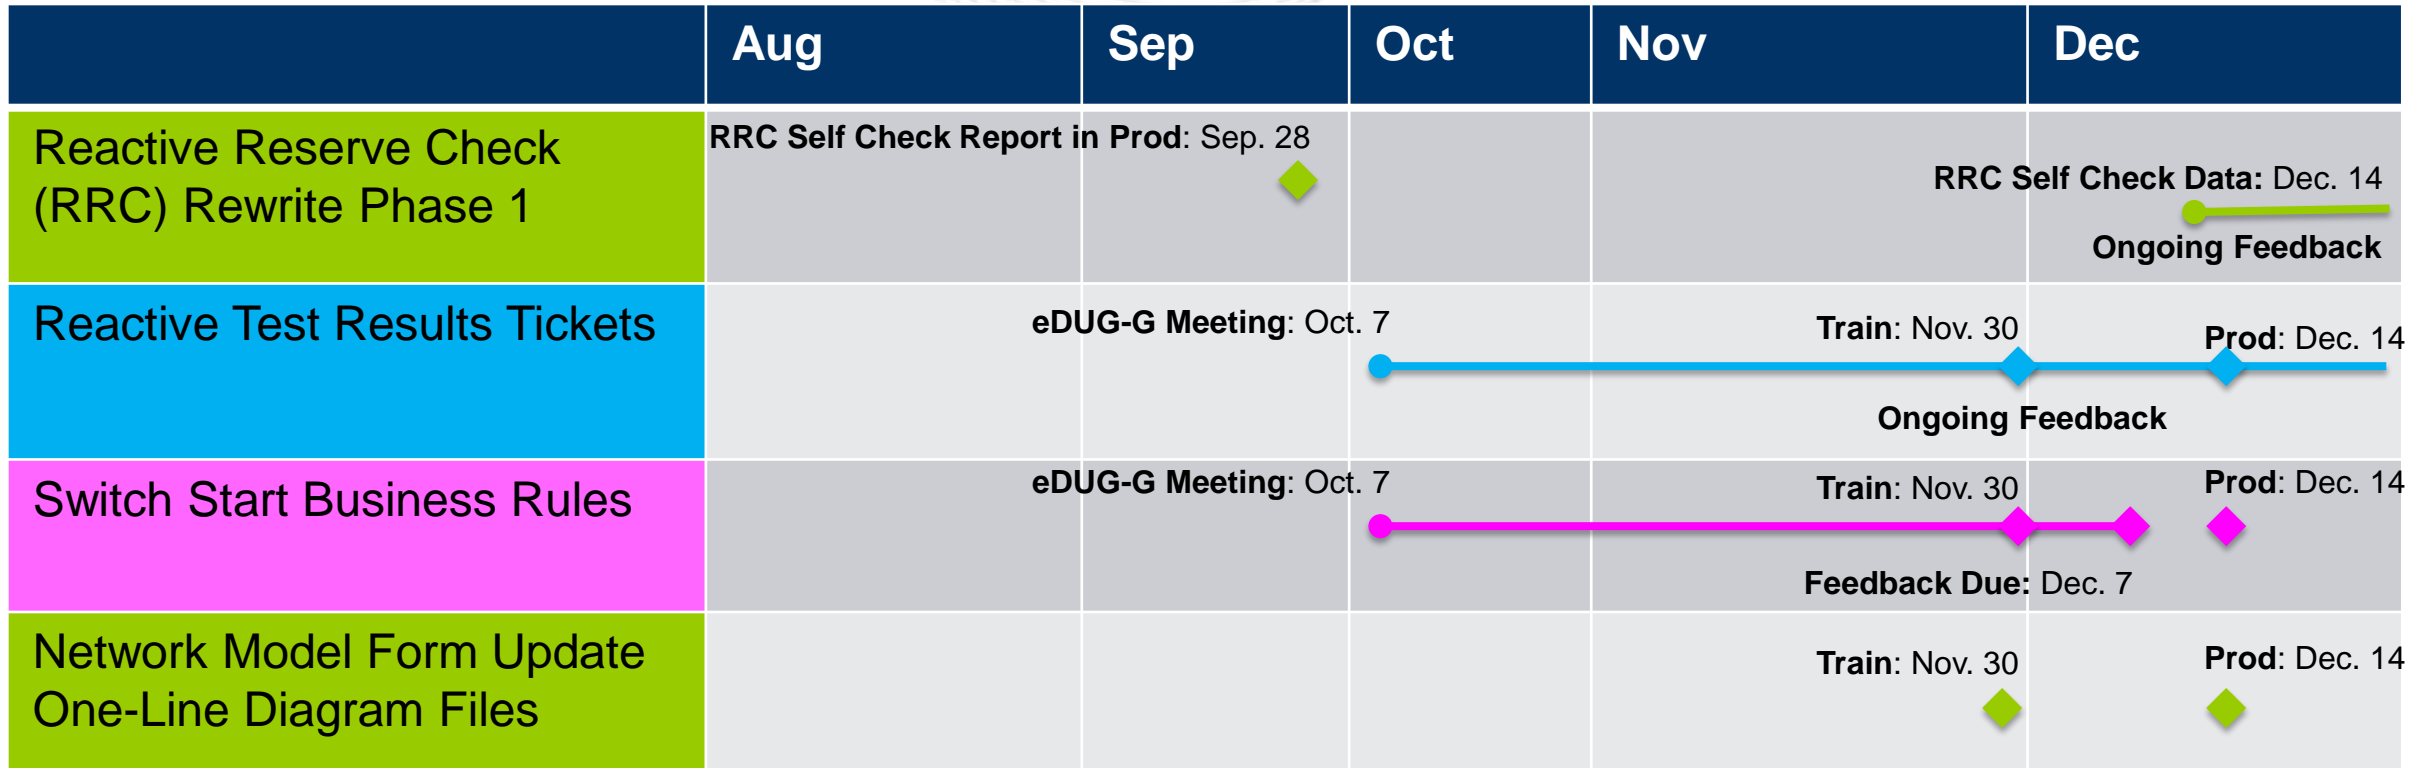 Aug Sep Oct Nov Dec
Reactive Reserve Check
(RRC) Rewrite Phase 1
RRC Self Check Report in Prod: Sep. 28
RRC Self Check Data: Dec. 14
Ongoing Feedback
Reactive Test Results Tickets
eDUG-G Meeting: Oct. 7
Train: Nov. 30
Prod: Dec. 14
Ongoing Feedback
Switch Start Business Rules
eDUG-G Meeting: Oct. 7
Train: Nov. 30
Prod: Dec. 14
Feedback Due: Dec. 7
Network Model Form Update
One-Line Diagram Files
Train: Nov. 30
Prod: Dec. 14